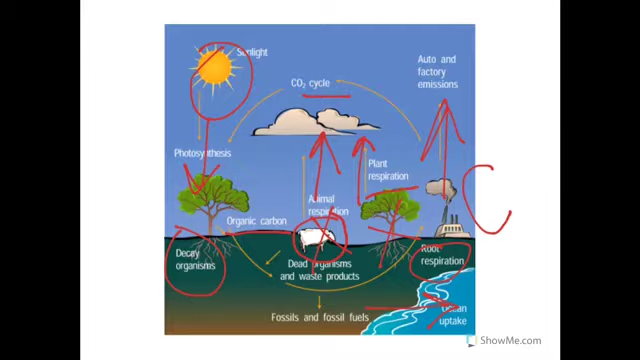 Sunlight
CO₂ cycle
Auto and
factory
emissions
Photosynthesis
Plant
respiration
Animal
respiration
Organic carbon
Decay
organisms
Dead organisms
and waste products
Root
respiration
Fossils and fossil fuels
Ocean
uptake
C
ShowMe.com